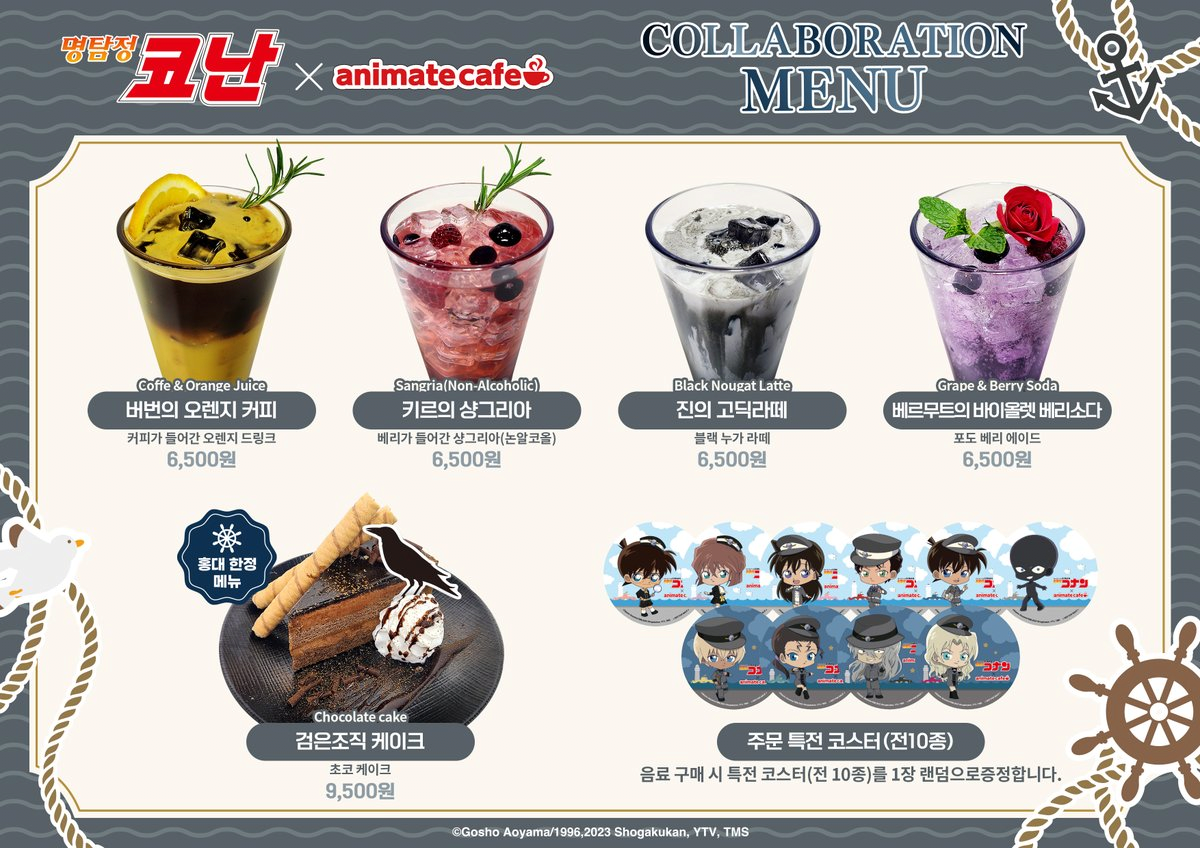 명탐정 코난 × animate cafe
COLLABORATION
MENU
Coffe & Orange Juice
버번의 오렌지 커피
커피가 들어간 오렌지 드링크
6,500원
Sangria(Non-Alcoholic)
키르의 샹그리아
베리가 들어간 샹그리아(논알코올)
6,500원
Black Nougat Latte
진의 고딕라떼
블랙 누가 라떼
6,500원
Grape & Berry Soda
베르무트의 바이올렛 베리소다
포도 베리 에이드
6,500원
홍대 한정
메뉴
Chocolate cake
검은조직 케이크
초코 케이크
9,500원
コナン
animatecafe
コナン
animatecafe
주문 특전 코스터(전10종)
음료 구매 시 특전 코스터(전 10종)를 1장 랜덤으로증정합니다.
©Gosho Aoyama/1996,2023 Shogakukan, YTV, TMS